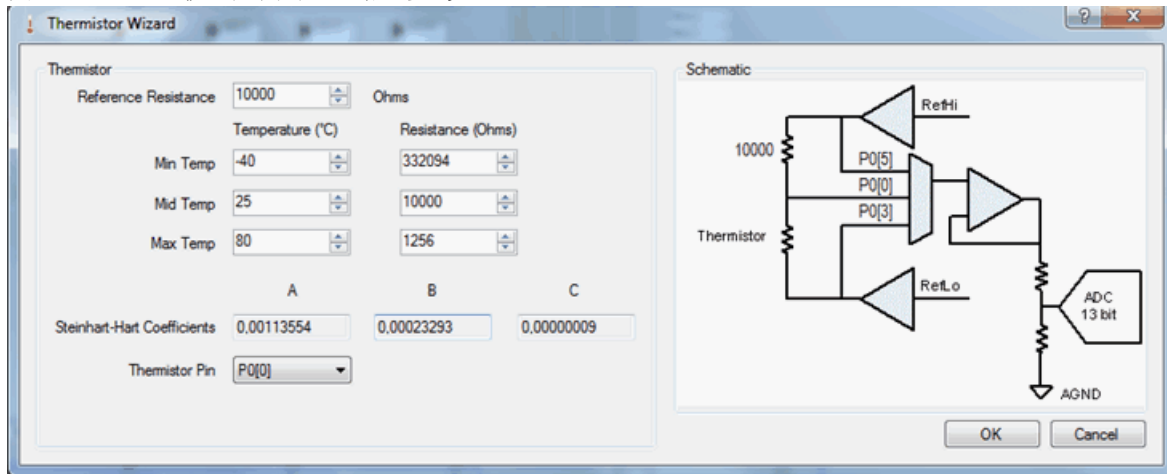 Thermistor Wizard
Thermistor
Reference Resistance 10000 Ohms
Temperature (°C) Resistance (Ohms)
Min Temp -40 332094
Mid Temp 25 10000
Max Temp 80 1256
A B C
Steinhart-Hart Coefficients 0,00113554 0,00023293 0,00000009
Thermistor Pin P0[0]
Schematic
RefHi
10000
P0[5]
P0[0]
P0[3]
Thermistor
RefLo
ADC
13 bit
AGND
OK Cancel